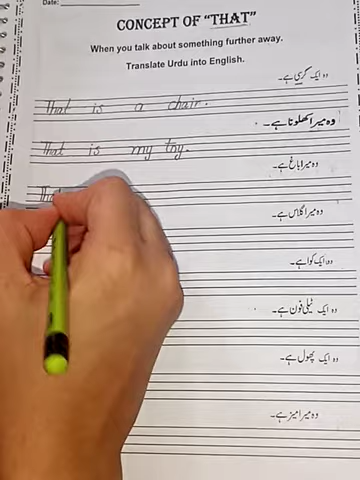 Date:
CONCEPT OF "THAT"
When you talk about something further away.
Translate Urdu into English.
وہ ایک کرسی ہے۔
That is a chair.
وہ میرا کھلونا ہے۔
That is my toy.
وہ میرا باغ ہے۔
That
وہ میرا گلاس ہے۔
وہ ایک کوا ہے۔
وہ ایک ٹیلی فون ہے۔
وہ ایک پھول ہے۔
وہ میرا میز ہے۔